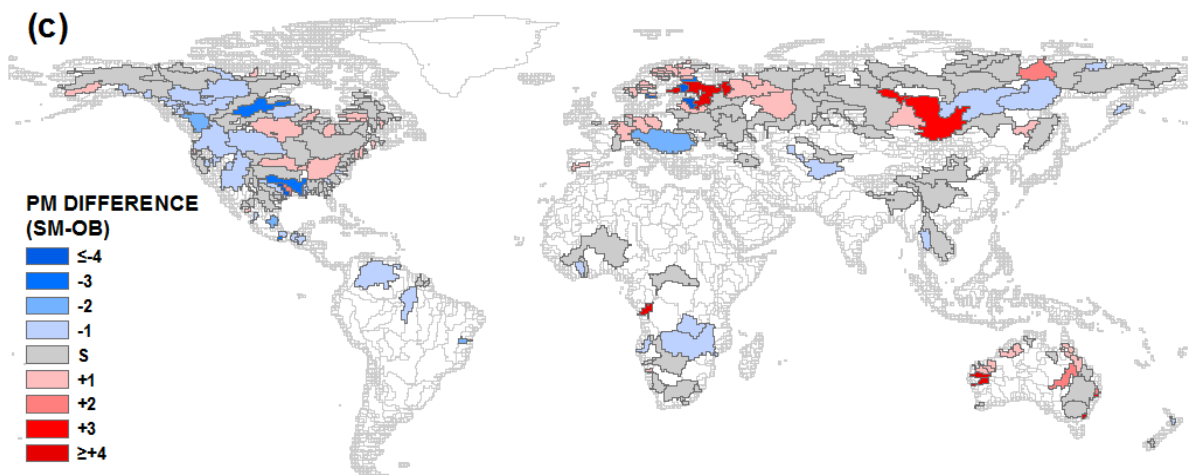 (c)
PM DIFFERENCE
(SM-OB)
≤-4
-3
-2
-1
S
+1
+2
+3
≥+4